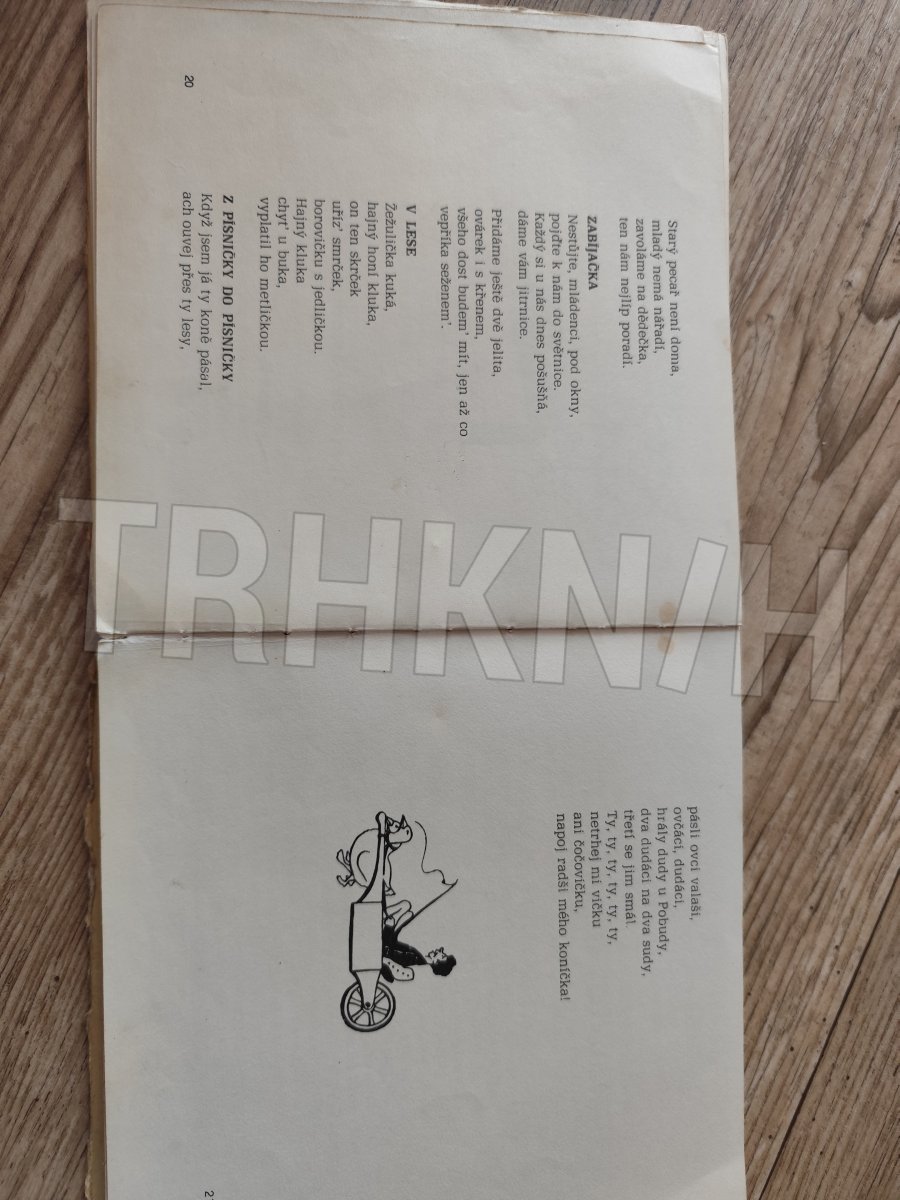 Starý pecař není doma,
mladý nemá nářadí,
zavoláme na dědečka,
ten nám nejlíp poradí.
ZABÍJAČKA
Nestůjte, mládenci, pod okny,
pojďte k nám do světnice.
Každý si u nás dnes pošušňá,
dáme vám jitrnice.
Přidáme ještě dvě jelita,
ovárek i s křenem,
všeho dost budem' mít, jen až co
vepříka seženem'.
V LESE
Žežulička kuká,
hajný honí kluka,
on ten skrček
uříz' smrček,
borovičku s jedličkou.
Hajný kluka
chyt' u buka,
vyplatil ho metličkou.
Z PÍSNIČKY DO PÍSNIČKY
Když jsem já ty koně pásal,
ach ouvej přes ty lesy,
20
pásli ovci valaši,
ovčáci, dudáci,
hrály dudy u Pobudy,
dva dudáci na dva sudy,
třetí se jim smál.
Ty, ty, ty, ty, ty, ty,
netrhej mi vičku
ani čočovičku,
napoj radši mého koníčka!
TRHKNIH